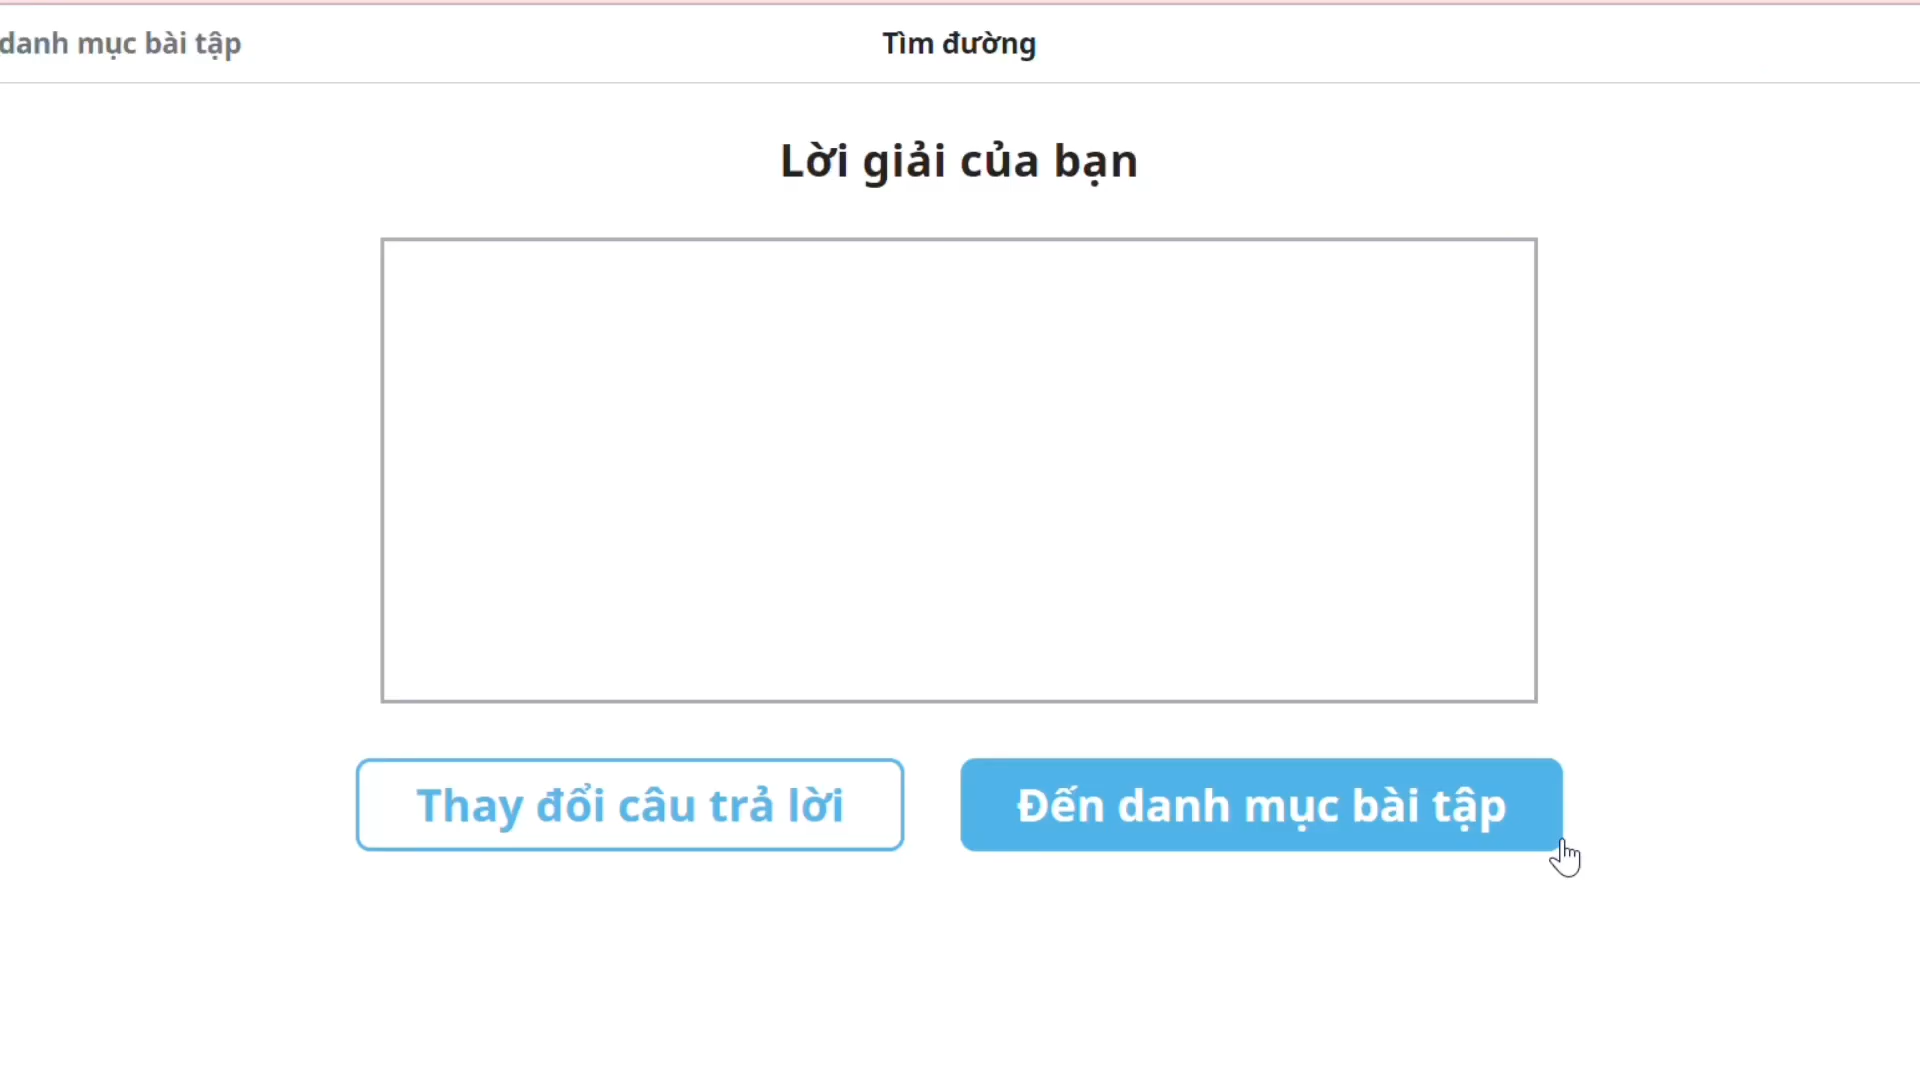 danh mục bài tập
Tìm đường
Lời giải của bạn
Thay đổi câu trả lời
Đến danh mục bài tập